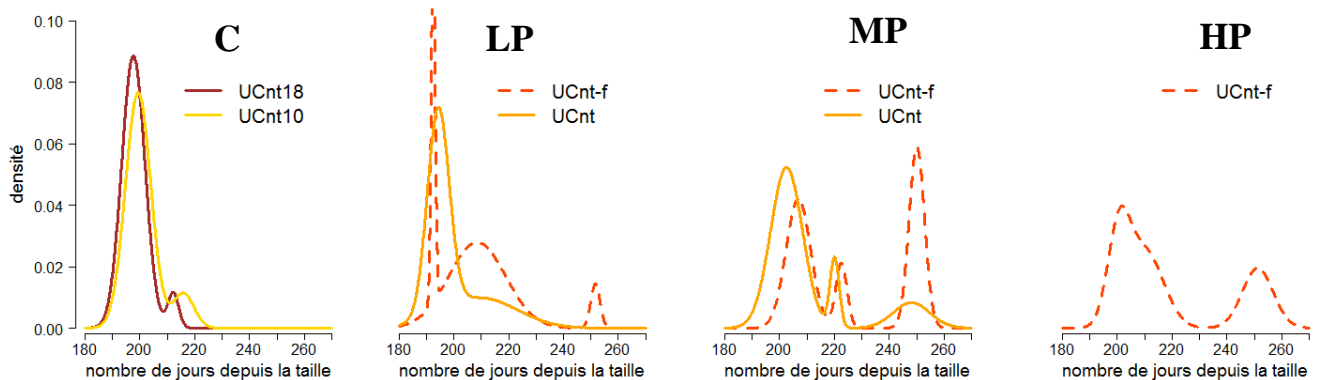 C
LP
MP
HP
UCnt18
UCnt10
UCnt-f
UCnt
UCnt-f
UCnt
UCnt-f
densité
0.10
0.08
0.06
0.04
0.02
0.00
180 200 220 240 260
180 200 220 240 260
180 200 220 240 260
180 200 220 240 260
nombre de jours depuis la taille
nombre de jours depuis la taille
nombre de jours depuis la taille
nombre de jours depuis la taille